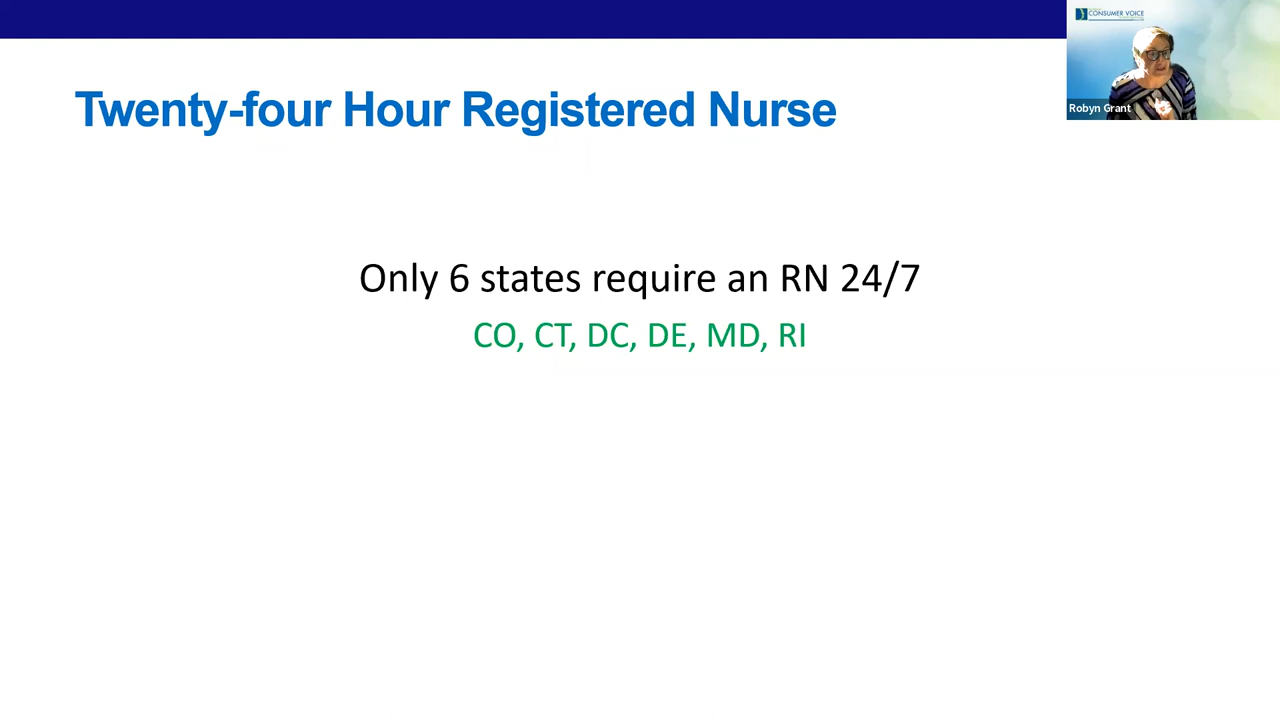 Twenty-four Hour Registered Nurse
CONSUMER VOICE
Robyn Grant
Only 6 states require an RN 24/7
CO, CT, DC, DE, MD, RI